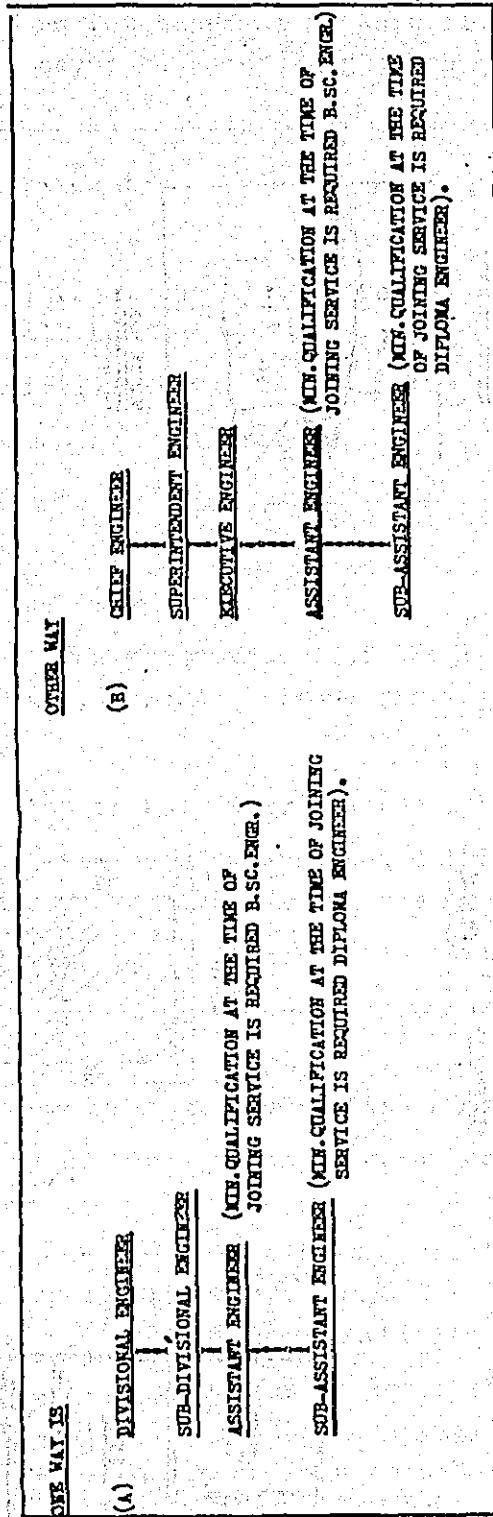 ONE WAY IS
(A)
DIVISIONAL ENGINEER
SUB-DIVISIONAL ENGINEER
ASSISTANT ENGINEER (MIN.QUALIFICATION AT THE TIME OF
JOINING SERVICE IS REQUIRED B.SC.ENGR.)
SUB-ASSISTANT ENGINEER (MIN.QUALIFICATION AT THE TIME OF JOINING
SERVICE IS REQUIRED DIPLOMA ENGINEER).
OTHER WAY
(B)
CHIEF ENGINEER
SUPERINTENDENT ENGINEER
EXECUTIVE ENGINEER
ASSISTANT ENGINEER (MIN.QUALIFICATION AT THE TIME OF
JOINING SERVICE IS REQUIRED B.SC.ENGR.)
SUB-ASSISTANT ENGINEER (MIN.QUALIFICATION AT THE TIME
OF JOINING SERVICE IS REQUIRED
DIPLOMA ENGINEER).